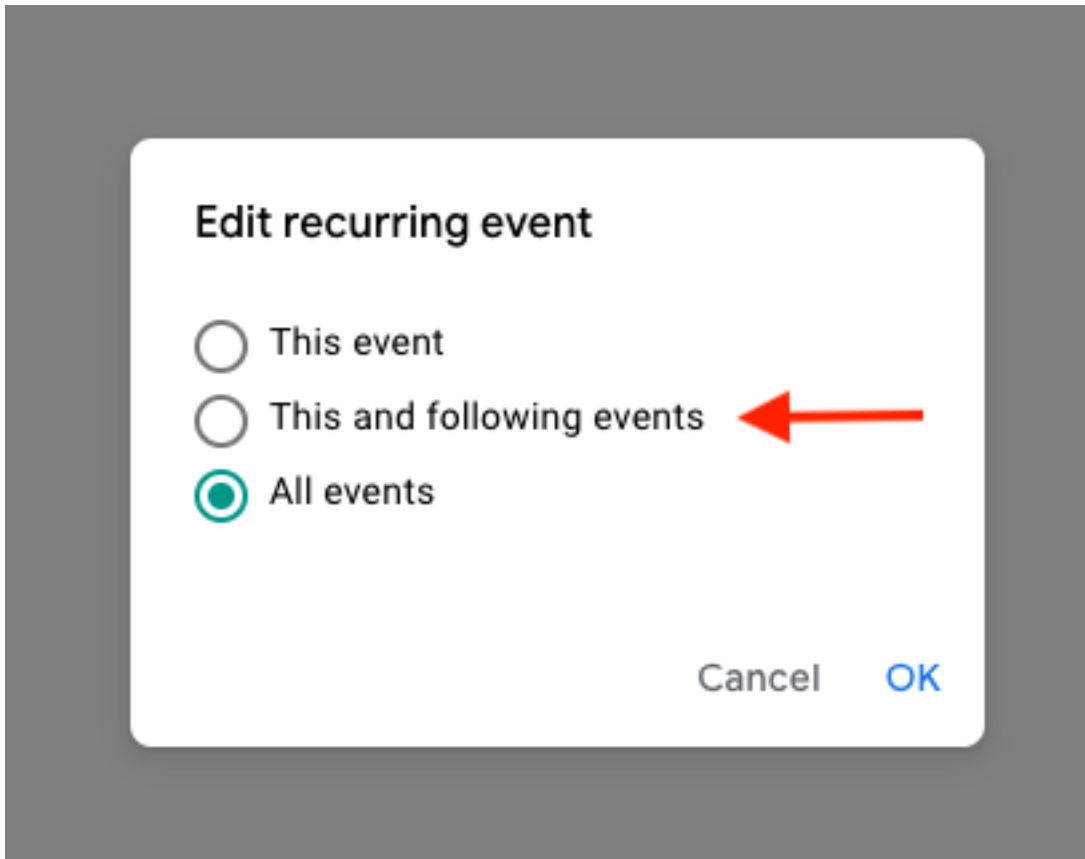 Edit recurring event
This event
This and following events
All events
Cancel OK